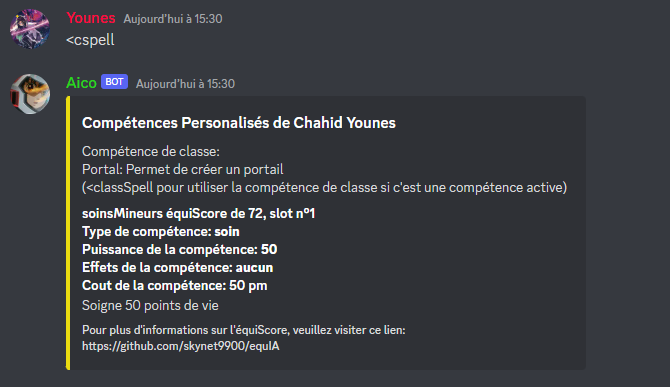 Younes Aujourd'hui à 15:30
<cspell
Aico BOT Aujourd'hui à 15:30
Compétences Personalisés de Chahid Younes
Compétence de classe:
Portal: Permet de créer un portail
(<classSpell pour utiliser la compétence de classe si c'est une compétence active)
soinsMineurs équiScore de 72, slot n°1
Type de compétence: soin
Puissance de la compétence: 50
Effets de la compétence: aucun
Cout de la compétence: 50 pm
Soigne 50 points de vie
Pour plus d'informations sur l'équiScore, veuillez visiter ce lien:
https://github.com/skynet9900/equIA